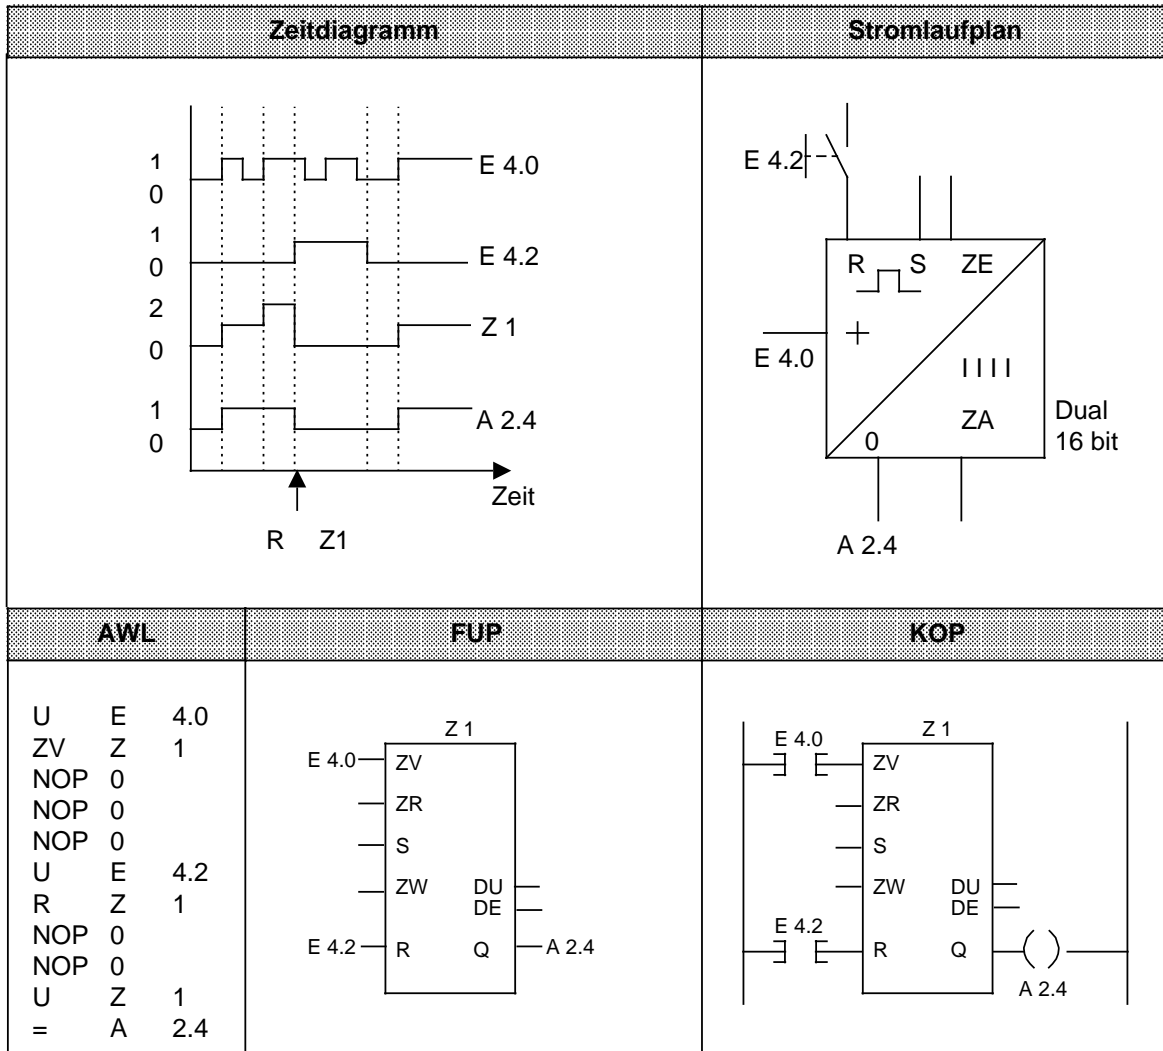 Zeitdiagramm
1
0
E 4.0
1
0
E 4.2
2
0
Z 1
1
0
A 2.4
Zeit
R Z1
Stromlaufplan
E 4.2
R S ZE
E 4.0
+
I I I I
ZA
0
Dual
16 bit
A 2.4
AWL
U E 4.0
ZV Z 1
NOP 0
NOP 0
NOP 0
U E 4.2
R Z 1
NOP 0
NOP 0
U Z 1
= A 2.4
FUP
Z 1
E 4.0 ZV
ZR
S
ZW DU
DE
E 4.2 R Q A 2.4
KOP
Z 1
E 4.0
ZV
ZR
S
ZW DU
DE
E 4.2
R Q
A 2.4